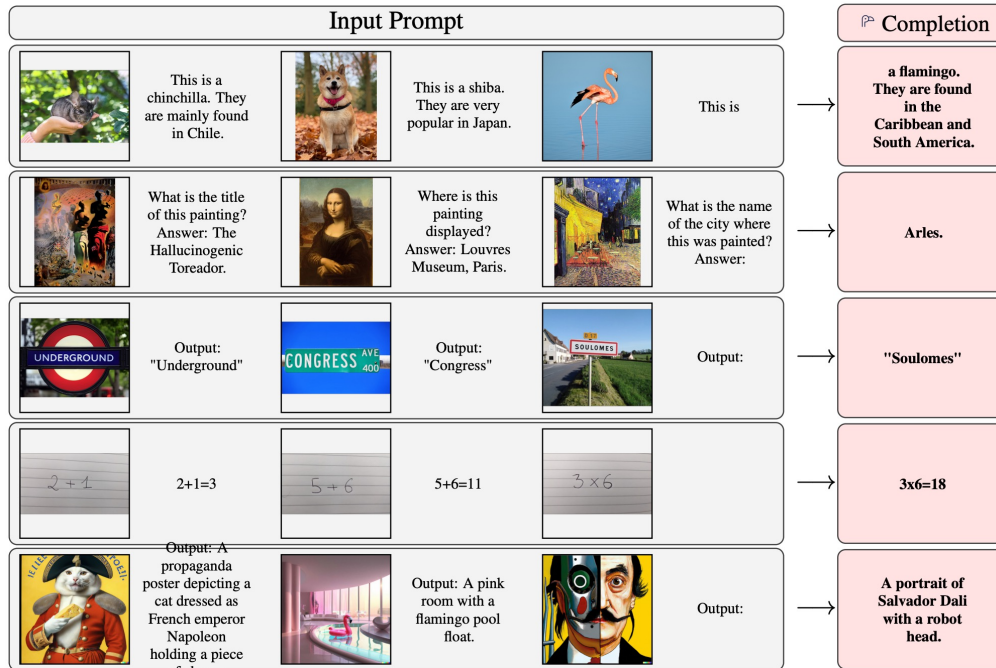 Input Prompt
Completion
This is a
chinchilla. They
are mainly found
in Chile.
This is a shiba.
They are very
popular in Japan.
This is
a flamingo.
They are found
in the
Caribbean and
South America.
What is the title
of this painting?
Answer: The
Hallucinogenic
Toreador.
Where is this
painting
displayed?
Answer: Louvres
Museum, Paris.
What is the name
of the city where
this was painted?
Answer:
Arles.
UNDERGROUND
Output:
"Underground"
CONGRESS AVE
400
Output:
"Congress"
SOULOMES
Output:
"Soulomes"
2+1
2+1=3
5+6
5+6=11
3×6
3x6=18
Output: A
propaganda
poster depicting a
cat dressed as
French emperor
Napoleon
holding a piece
Output: A pink
room with a
flamingo pool
float.
Output:
A portrait of
Salvador Dali
with a robot
head.